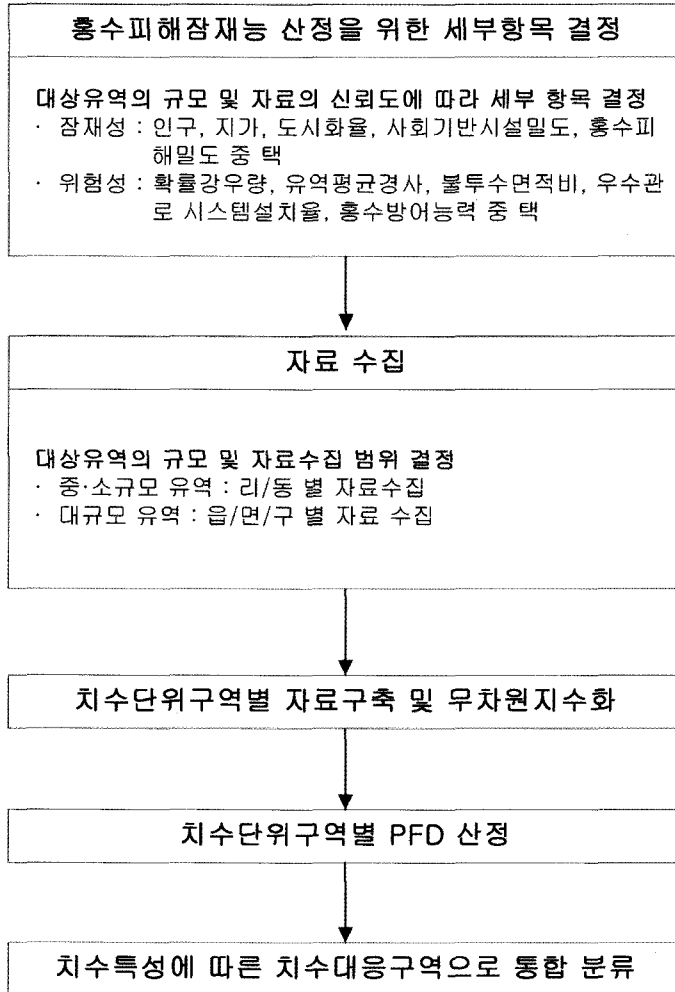 홍수피해잠재능 산정을 위한 세부항목 결정
대상유역의 규모 및 자료의 신뢰도에 따라 세부 항목 결정
· 잠재성 : 인구, 지가, 도시화율, 사회기반시설밀도, 홍수피
해밀도 중 택
· 위험성 : 확률강우량, 유역평균경사, 불투수면적비, 우수관
로 시스템설치율, 홍수방어능력 중 택
자료 수집
대상유역의 규모 및 자료수집 범위 결정
· 중·소규모 유역 : 리/동 별 자료수집
· 대규모 유역 : 읍/면/구 별 자료 수집
치수단위구역별 자료구축 및 무차원지수화
치수단위구역별 PFD 산정
치수특성에 따른 치수대응구역으로 통합 분류